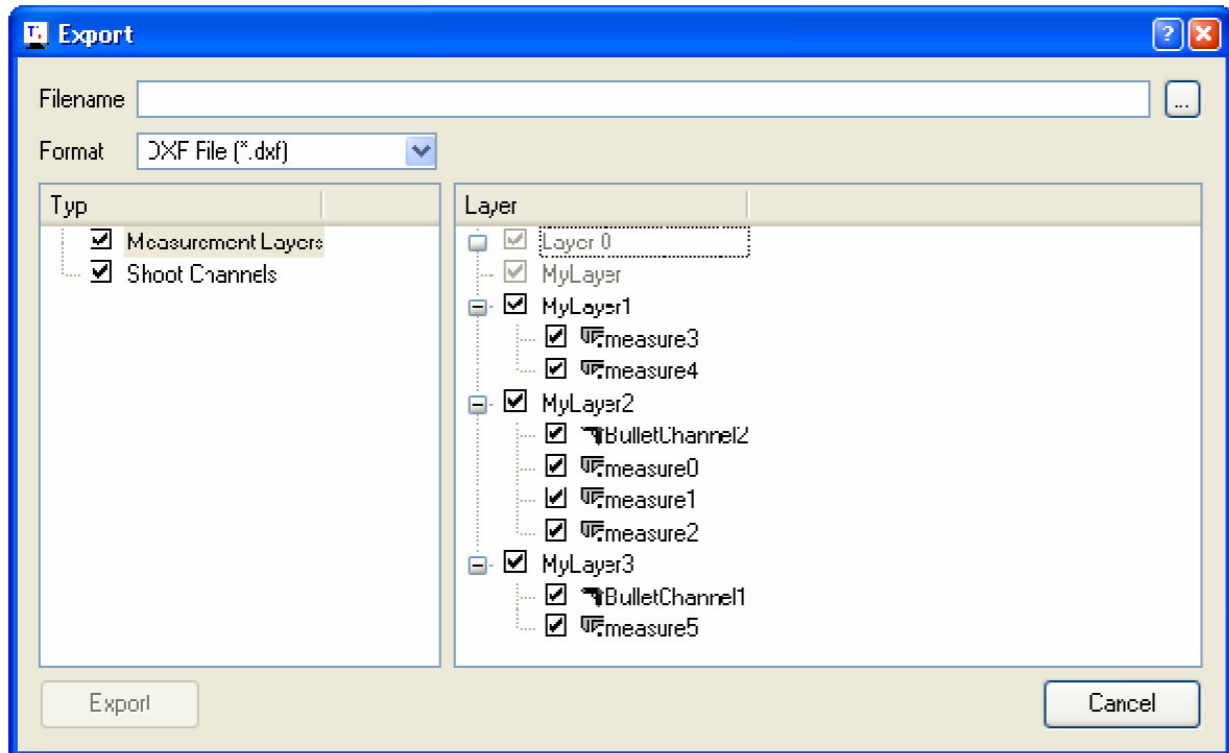 Export
Filename
...
Format DXF File (*.dxf)
Typ
Measurement Layers
Shoot Channels
Layer
Layer 0
MyLayer
MyLayer1
measure3
measure4
MyLayer2
BulletChannel2
measure0
measure1
measure2
MyLayer3
BulletChannel1
measure5
Export
Cancel